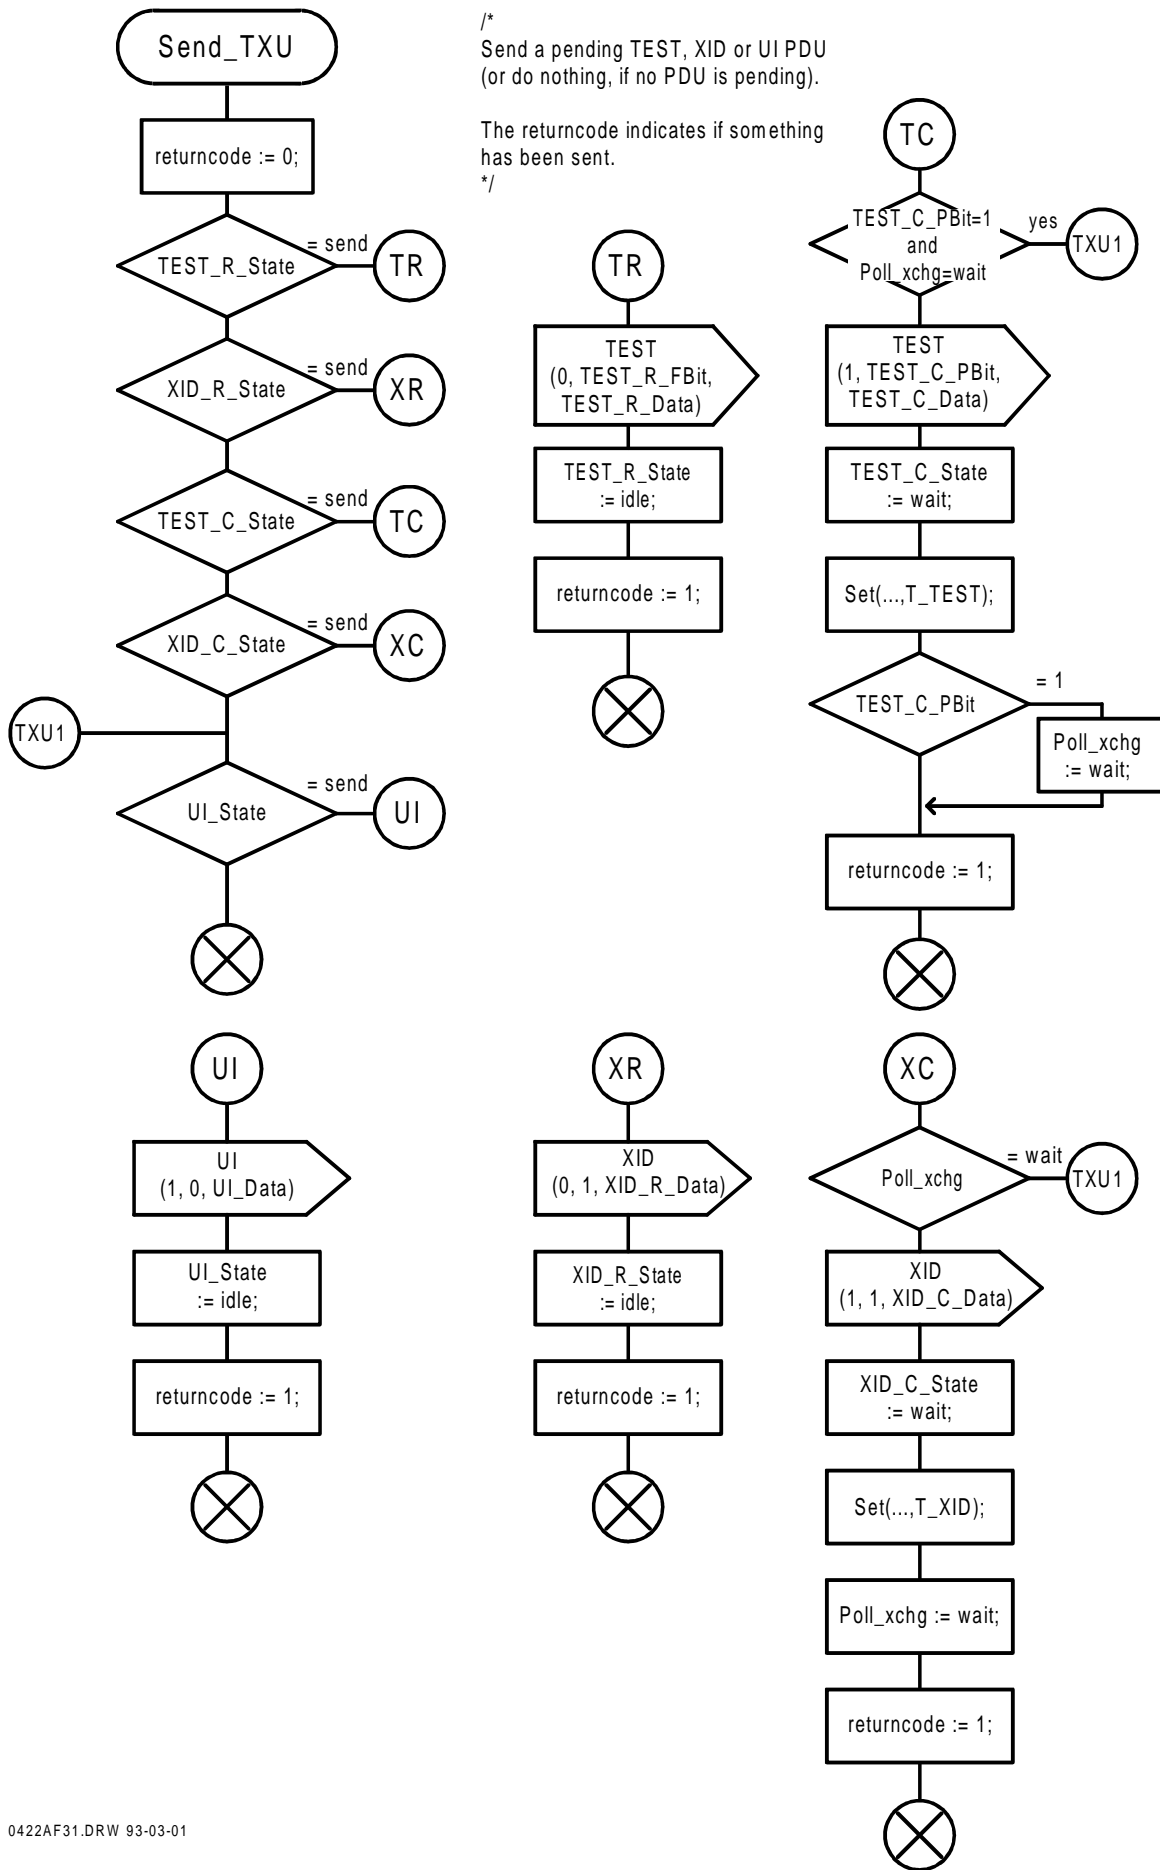 Send_TXU
/*
Send a pending TEST, XID or UI PDU
(or do nothing, if no PDU is pending).
The returncode indicates if something
has been sent.
*/
returncode := 0;
TEST_R_State
= send
TR
XID_R_State
= send
XR
TEST_C_State
= send
TC
XID_C_State
= send
XC
TXU1
UI_State
= send
UI
TR
TEST
(0, TEST_R_FBit,
TEST_R_Data)
TEST_R_State
:= idle;
returncode := 1;
TC
TEST_C_PBit=1
and
Poll_xchg=wait
yes
TXU1
TEST
(1, TEST_C_PBit,
TEST_C_Data)
TEST_C_State
:= wait;
Set(...,T_TEST);
TEST_C_PBit
= 1
Poll_xchg
:= wait;
returncode := 1;
UI
UI
(1, 0, UI_Data)
UI_State
:= idle;
returncode := 1;
XR
XID
(0, 1, XID_R_Data)
XID_R_State
:= idle;
returncode := 1;
XC
Poll_xchg
= wait
TXU1
XID
(1, 1, XID_C_Data)
XID_C_State
:= wait;
Set(...,T_XID);
Poll_xchg := wait;
returncode := 1;
0422AF31.DRW 93-03-01